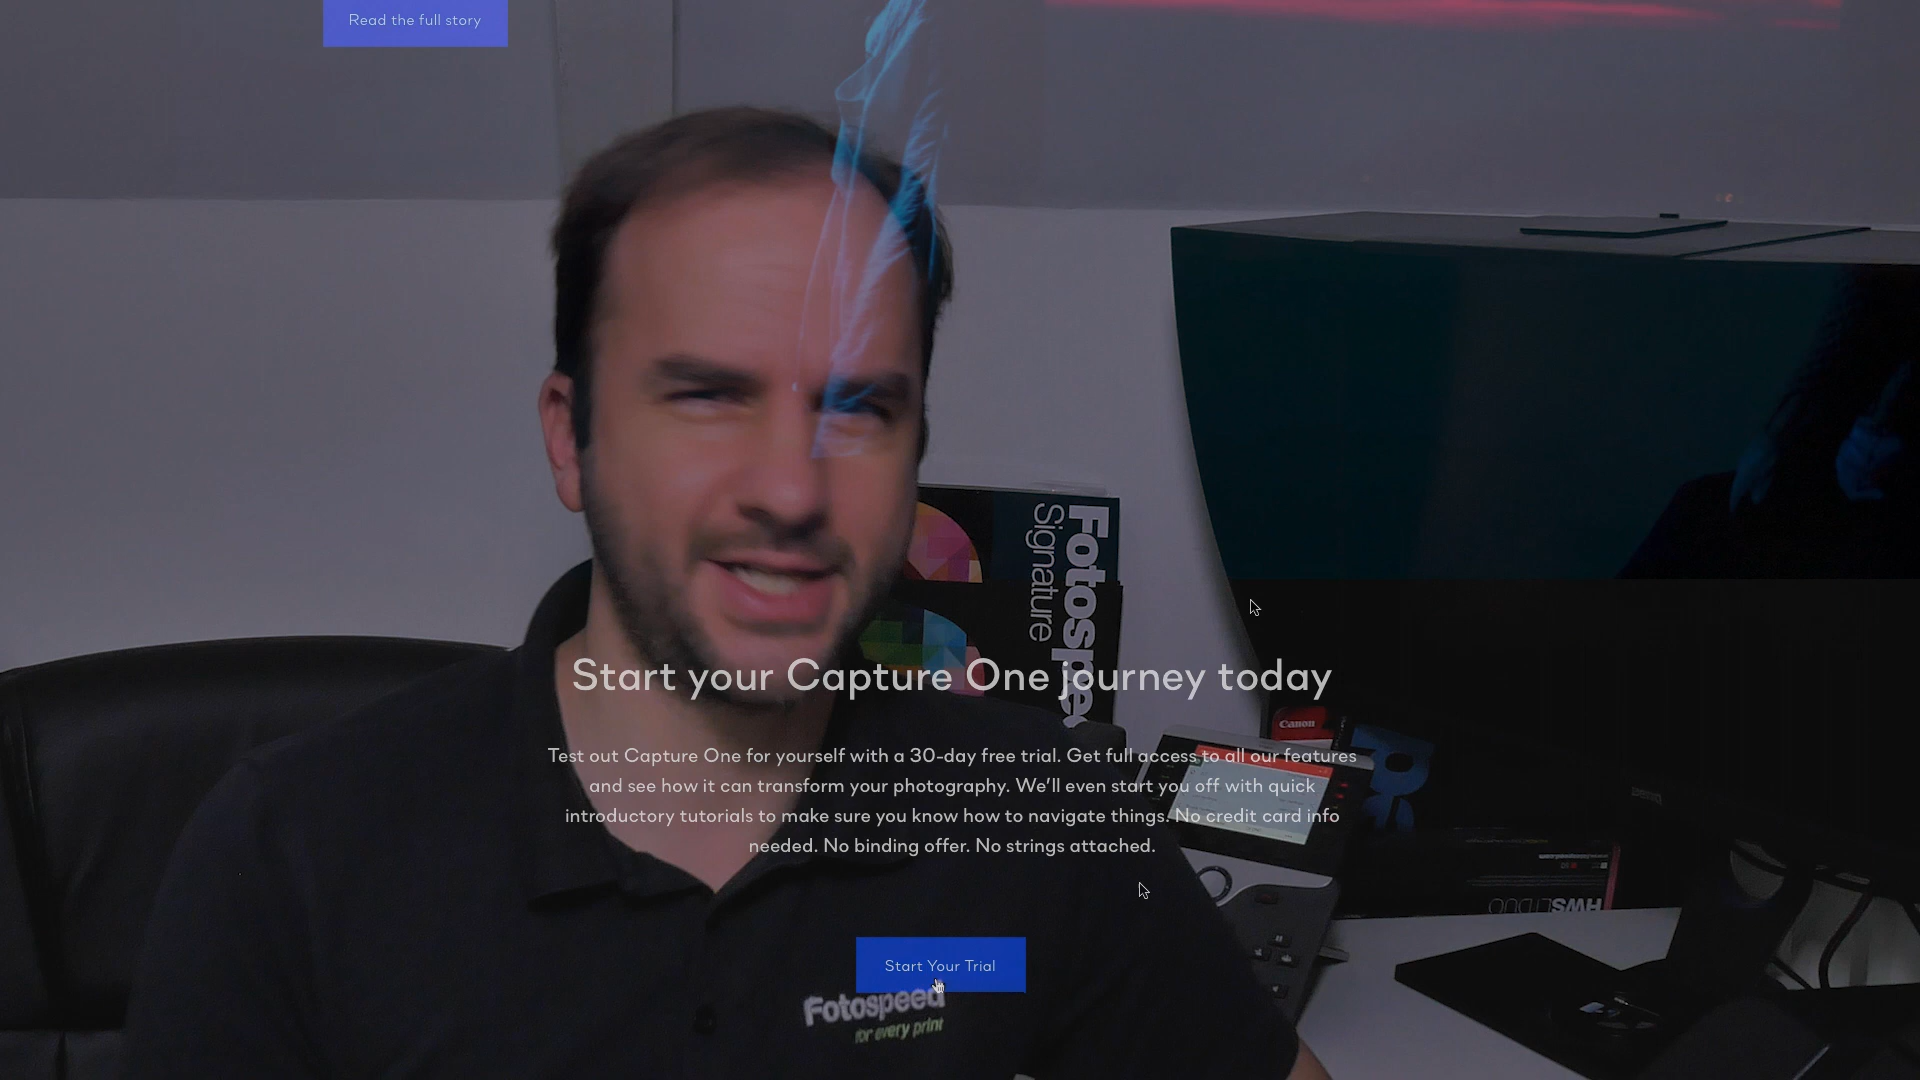 Read the full story
Fotospeed
Signature
Start your Capture One journey today
Canon
Test out Capture One for yourself with a 30-day free trial. Get full access to all our features
and see how it can transform your photography. We’ll even start you off with quick
introductory tutorials to make sure you know how to navigate things. No credit card info
needed. No binding offer. No strings attached.
Start Your Trial
Fotospeed
for every print